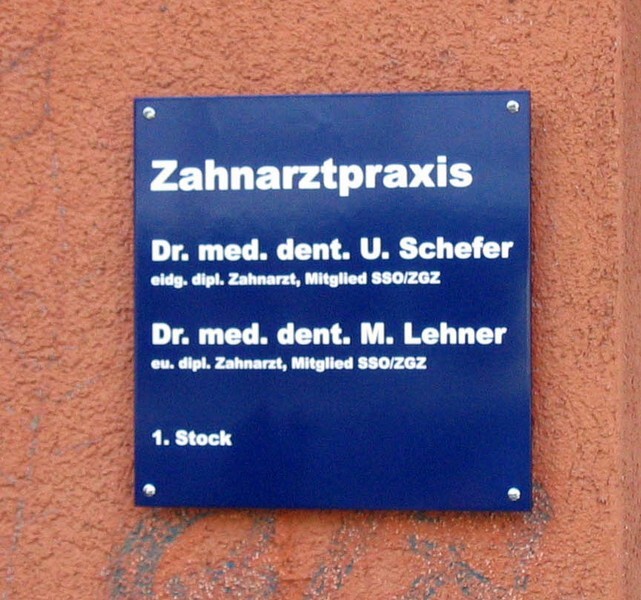 Zahnarztpraxis
Dr. med. dent. U. Schefer
eidg. dipl. Zahnarzt, Mitglied SSO/ZGZ
Dr. med. dent. M. Lehner
eu. dipl. Zahnarzt, Mitglied SSO/ZGZ
1. Stock